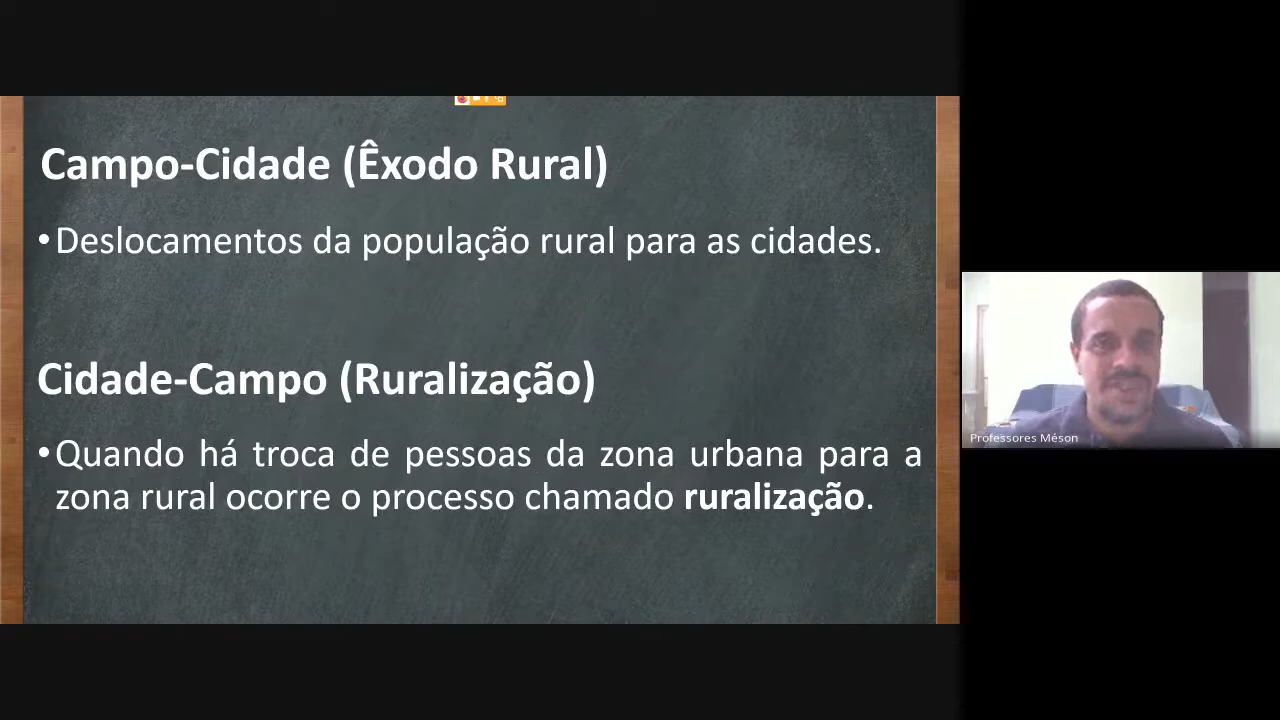 Campo-Cidade (Êxodo Rural)
•Deslocamentos da população rural para as cidades.
Cidade-Campo (Ruralização)
•Quando há troca de pessoas da zona urbana para a
zona rural ocorre o processo chamado ruralização.
Professores Méson